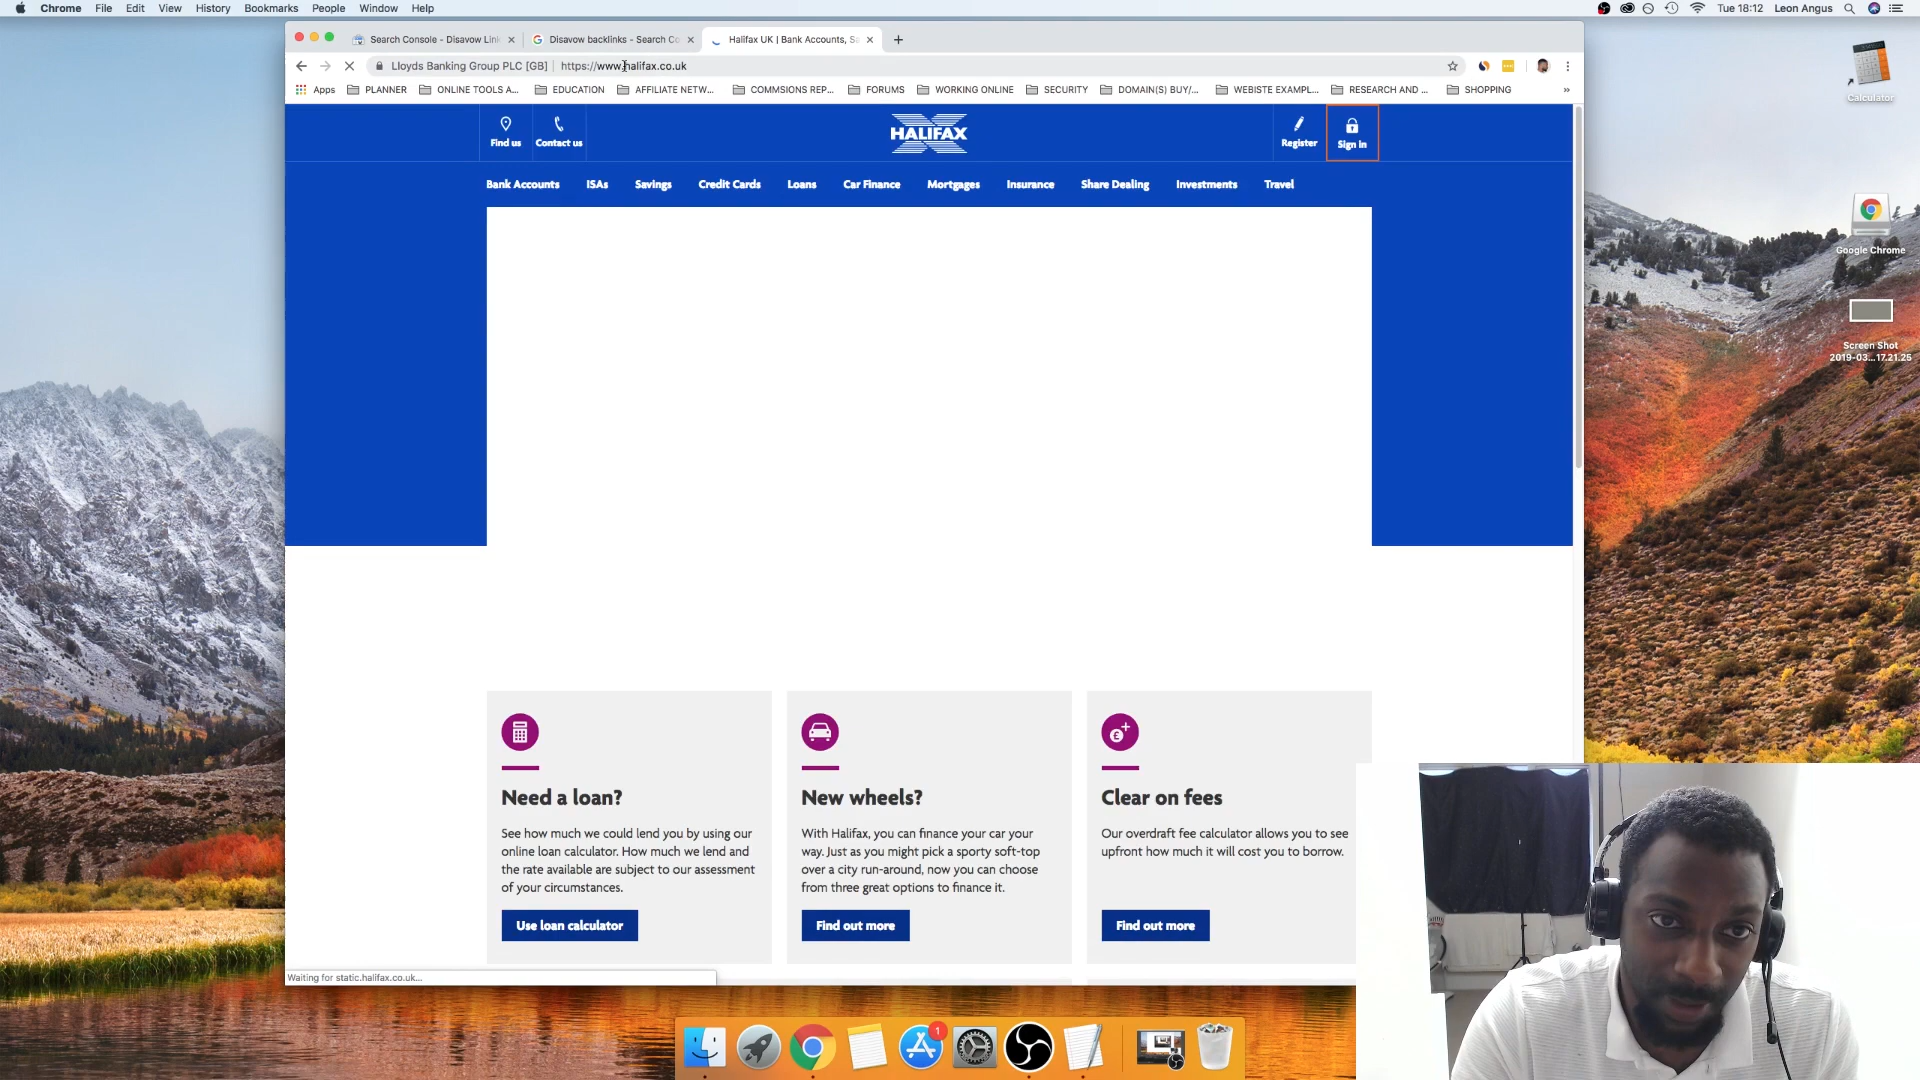 Chrome File Edit View History Bookmarks People Window Help
Tue 18:12 Leon Angus
Search Console - Disavow Lin
Disavow backlinks - Search Co
Halifax UK | Bank Accounts, Sa
Lloyds Banking Group PLC [GB] https://www.halifax.co.uk
Apps PLANNER ONLINE TOOLS A... EDUCATION AFFILIATE NETW... COMMSIONS REP... FORUMS WORKING ONLINE SECURITY DOMAIN(S) BUY/... WEBISTE EXAMPL... RESEARCH AND ... SHOPPING »
Find us
Contact us
HALIFAX
Register
Sign in
Bank Accounts ISAs Savings Credit Cards Loans Car Finance Mortgages Insurance Share Dealing Investments Travel
Need a loan?
See how much we could lend you by using our
online loan calculator. How much we lend and
the rate available are subject to our assessment
of your circumstances.
Use loan calculator
New wheels?
With Halifax, you can finance your car your
way. Just as you might pick a sporty soft-top
over a city run-around, now you can choose
from three great options to finance it.
Find out more
Clear on fees
Our overdraft fee calculator allows you to see
upfront how much it will cost you to borrow.
Find out more
Waiting for static.halifax.co.uk...
Calculator
Google Chrome
Screen Shot
2019-03...17.21.25
1